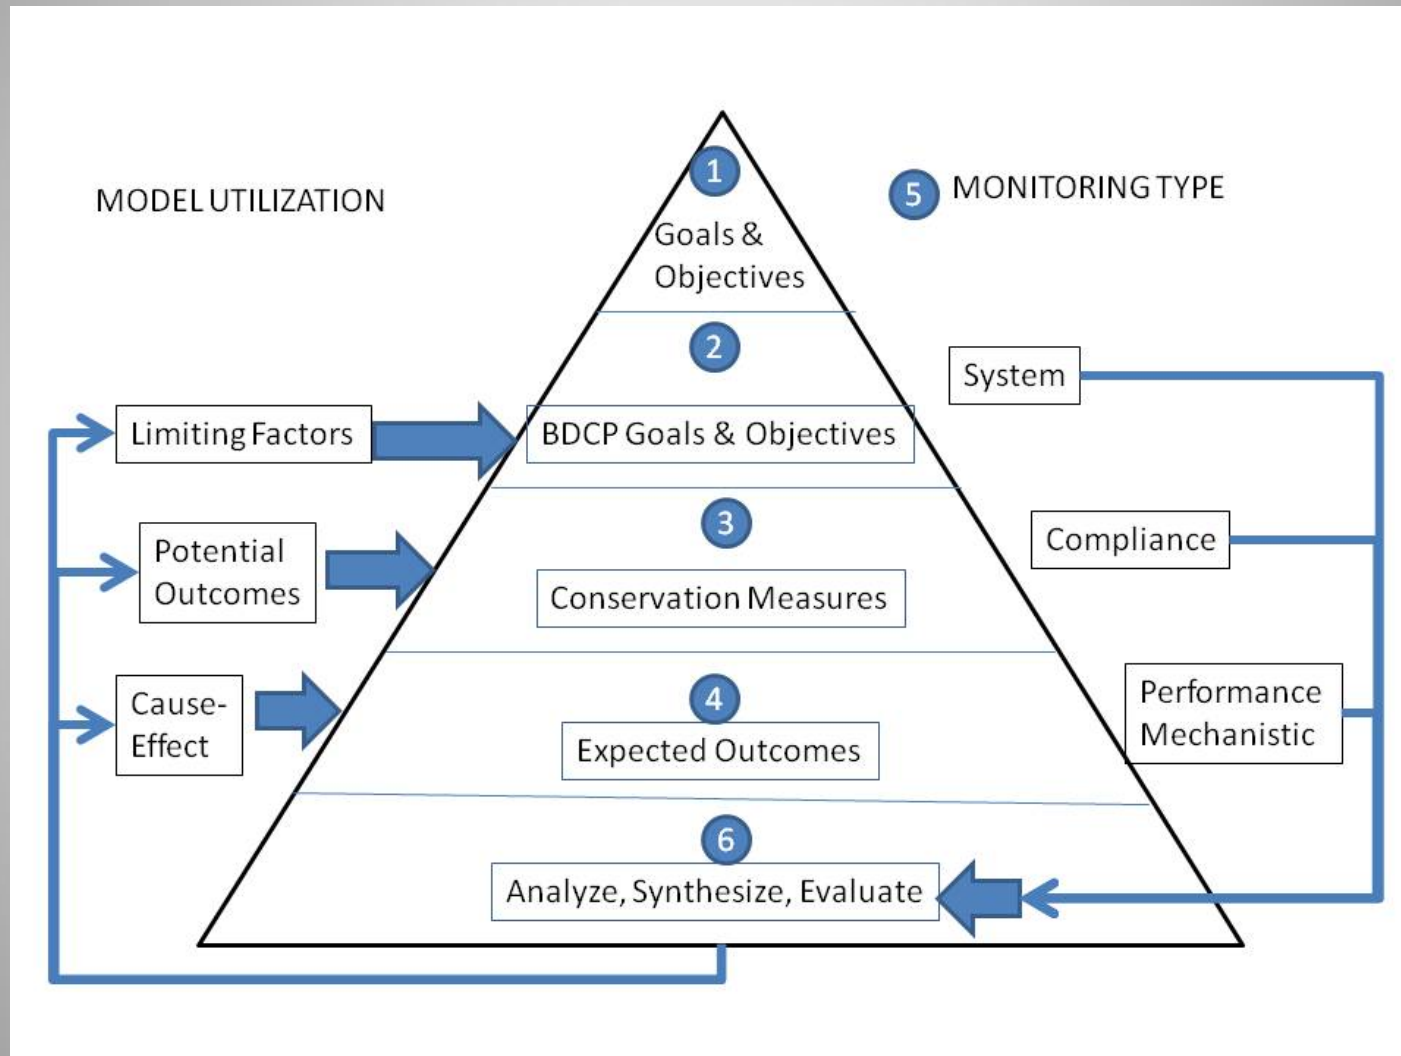 MODEL UTILIZATION
1
5 MONITORING TYPE
Goals &
Objectives
2
System
Limiting Factors
BDCP Goals & Objectives
3
Potential
Outcomes
Compliance
Conservation Measures
Cause-
Effect
4
Expected Outcomes
Performance
Mechanistic
6
Analyze, Synthesize, Evaluate